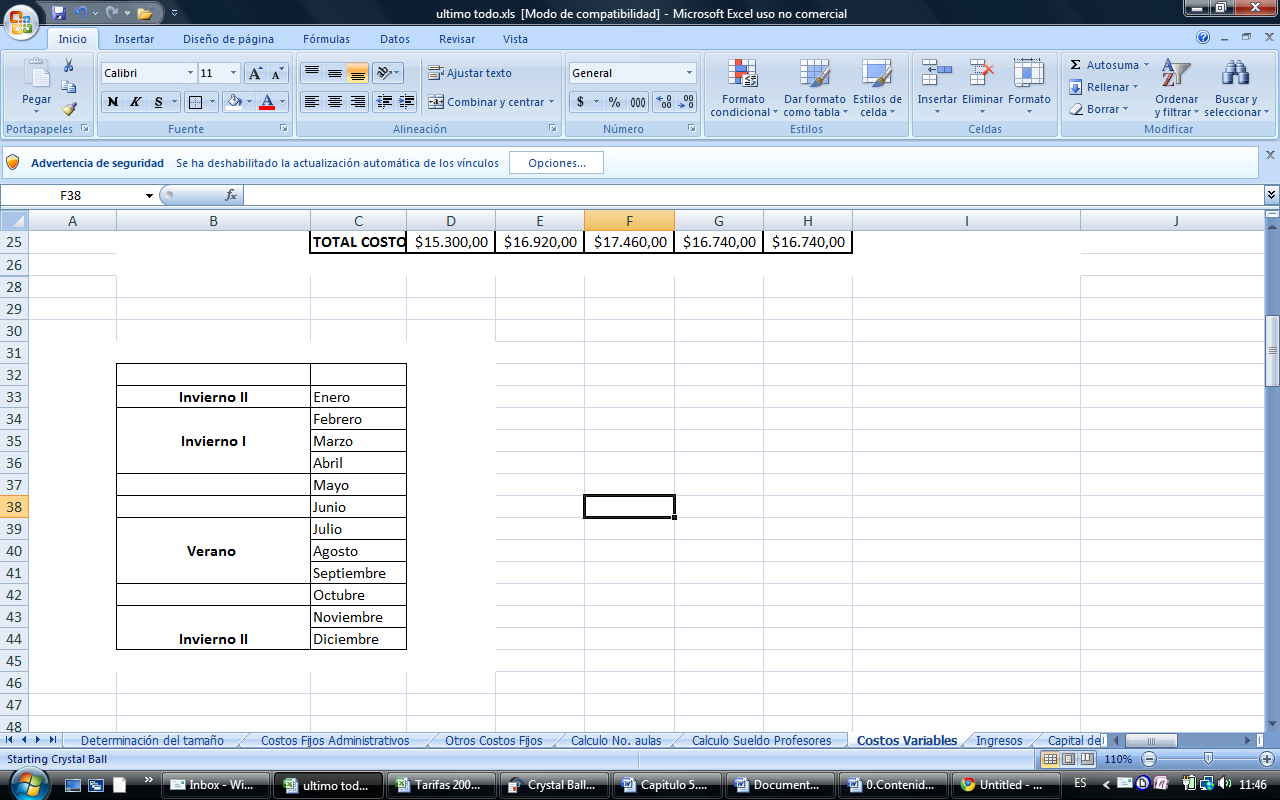 ultimo todo.xls [Modo de compatibilidad] - Microsoft Excel uso no comercial
Inicio Insertar Diseño de página Fórmulas Datos Revisar Vista
Pegar
Portapapeles
Calibri 11 A A
N K S A
Fuente
Ajustar texto
Combinar y centrar
Alineación
General
$ % 000 ,00 ,0
Número
Formato condicional
Dar formato como tabla
Estilos de celda
Estilos
Insertar Eliminar Formato
Celdas
Σ Autosuma
Rellenar
Borrar
Ordenar y filtrar
Buscar y seleccionar
Modificar
Advertencia de seguridad Se ha deshabilitado la actualización automática de los vínculos Opciones...
F38 fx
A B C D E F G H I J
25 TOTAL COSTO $15.300,00 $16.920,00 $17.460,00 $16.740,00 $16.740,00
26
28
29
30
31
32
33 Invierno II Enero
34 Febrero
35 Invierno I Marzo
36 Abril
37 Mayo
38 Junio
39 Julio
40 Verano Agosto
41 Septiembre
42 Octubre
43 Noviembre
44 Invierno II Diciembre
45
46
47
48
Determinación del tamaño Costos Fijos Administrativos Otros Costos Fijos Calculo No. aulas Calculo Sueldo Profesores Costos Variables Ingresos Capital de
Starting Crystal Ball 110%
Inbox - Wi... ultimo tod... Tarifas 200... Crystal Ball... Capitulo 5.... Document... 0.Contenid... Untitled - ... ES 11:46